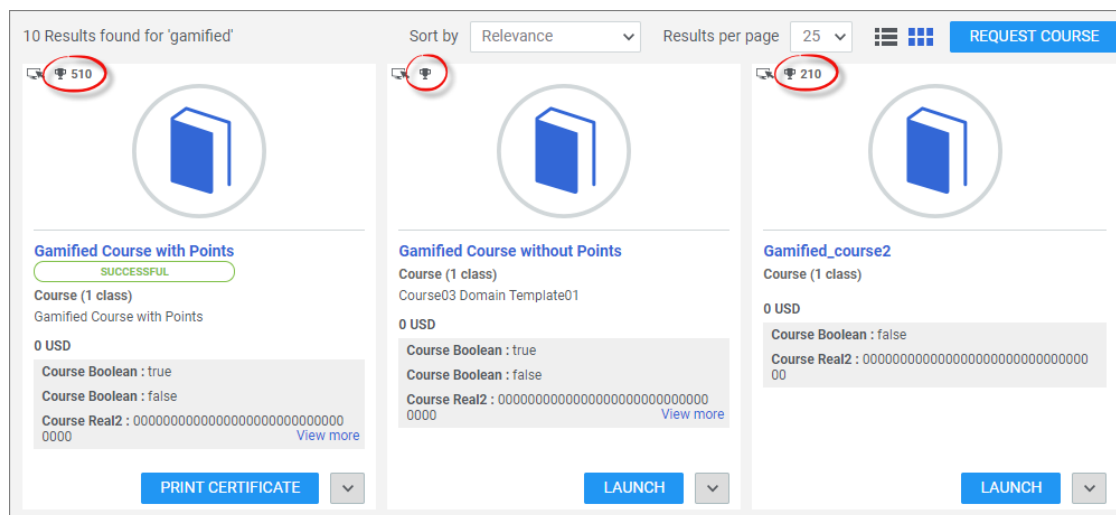 10 Results found for 'gamified'
Sort by
Relevance
Results per page
25
REQUEST COURSE
510
Gamified Course with Points
SUCCESSFUL
Course (1 class)
Gamified Course with Points
0 USD
Course Boolean : true
Course Boolean : false
Course Real2 : 000000000000000000000000000
0000
View more
PRINT CERTIFICATE
Gamified Course without Points
Course (1 class)
Course03 Domain Template01
0 USD
Course Boolean : true
Course Boolean : false
Course Real2 : 000000000000000000000000000
0000
View more
LAUNCH
210
Gamified_course2
Course (1 class)
0 USD
Course Boolean : false
Course Real2 : 00000000000000000000000000000
00
LAUNCH